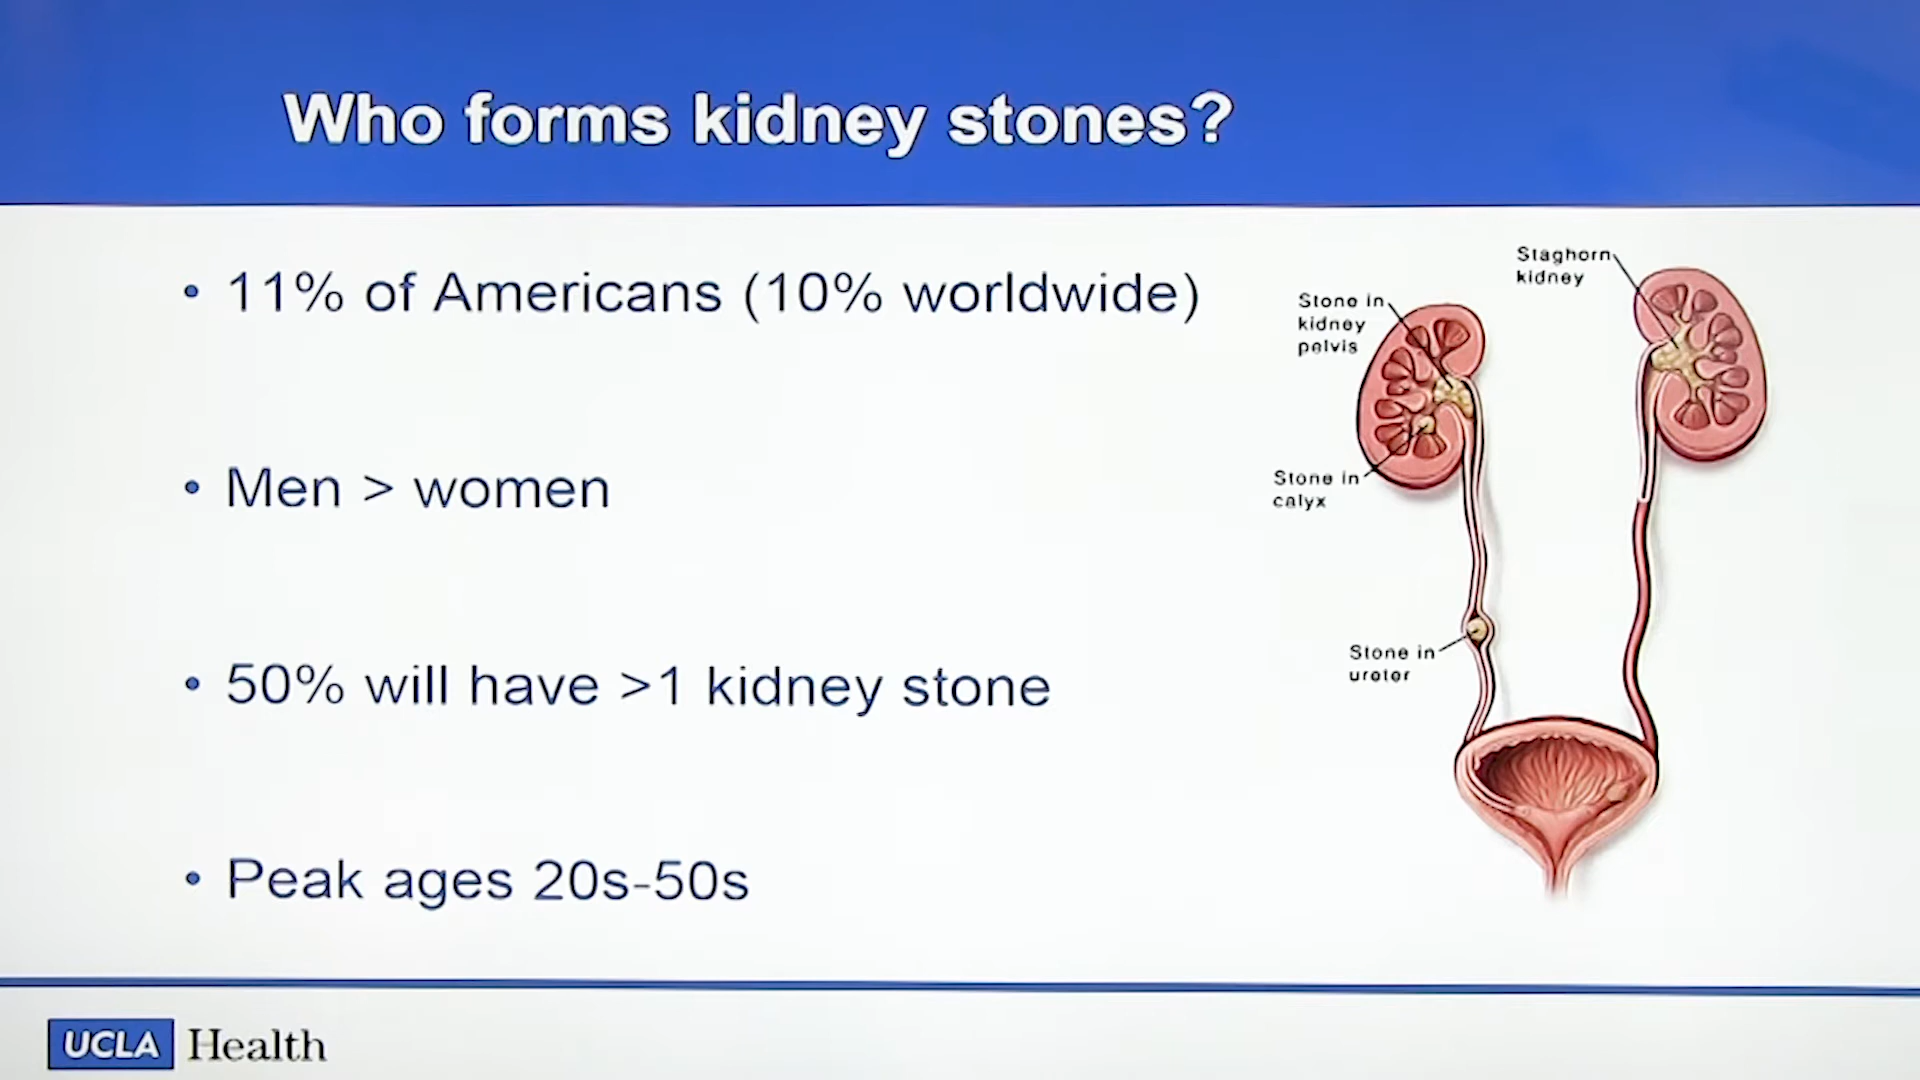 Who forms kidney stones?
• 11% of Americans (10% worldwide)
• Men > women
• 50% will have >1 kidney stone
• Peak ages 20s-50s
Staghorn
kidney
Stone in
kidney
pelvis
Stone in
calyx
Stone in
ureter
UCLA Health